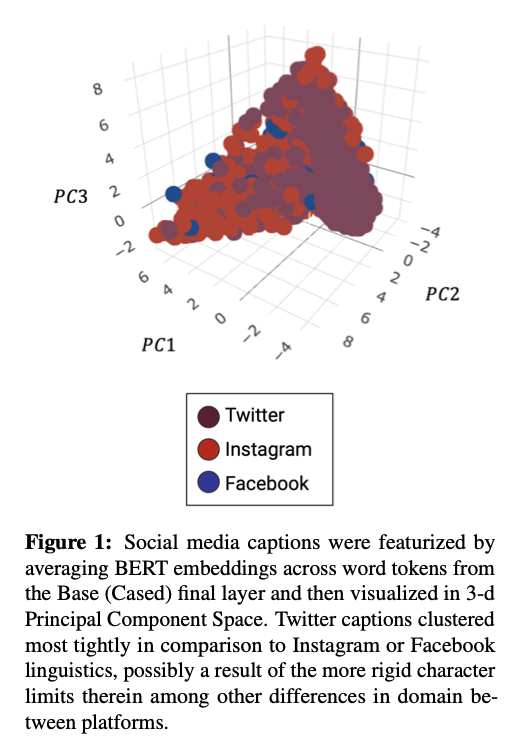 8
6
4
2
0
−2
PC3
6
4
2
0
−2
−4
PC1
−4
−2
0
2
4
6
8
PC2
Twitter
Instagram
Facebook
Figure 1: Social media captions were featurized by
averaging BERT embeddings across word tokens from
the Base (Cased) final layer and then visualized in 3-d
Principal Component Space. Twitter captions clustered
most tightly in comparison to Instagram or Facebook
linguistics, possibly a result of the more rigid character
limits therein among other differences in domain be-
tween platforms.